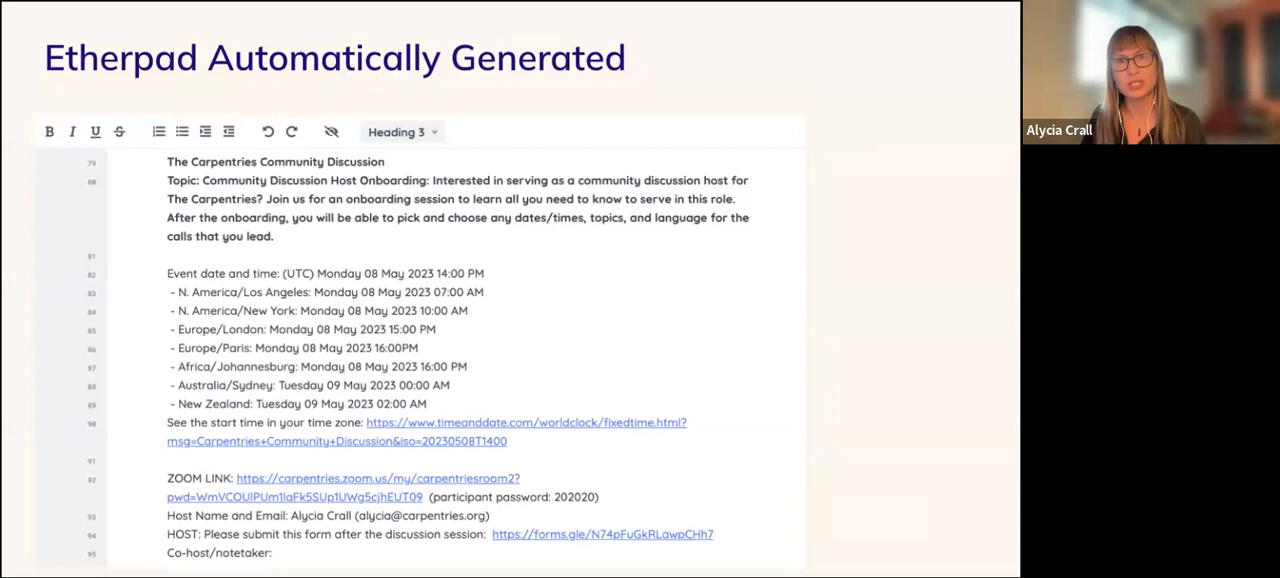 Etherpad Automatically Generated
B I U S Heading 3
79 The Carpentries Community Discussion
80 Topic: Community Discussion Host Onboarding: Interested in serving as a community discussion host for
The Carpentries? Join us for an onboarding session to learn all you need to know to serve in this role.
After the onboarding, you will be able to pick and choose any dates/times, topics, and language for the
calls that you lead.
81
82 Event date and time: (UTC) Monday 08 May 2023 14:00 PM
83 - N. America/Los Angeles: Monday 08 May 2023 07:00 AM
84 - N. America/New York: Monday 08 May 2023 10:00 AM
85 - Europe/London: Monday 08 May 2023 15:00 PM
86 - Europe/Paris: Monday 08 May 2023 16:00PM
87 - Africa/Johannesburg: Monday 08 May 2023 16:00 PM
88 - Australia/Sydney: Tuesday 09 May 2023 00:00 AM
89 - New Zealand: Tuesday 09 May 2023 02:00 AM
90 See the start time in your time zone: https://www.timeanddate.com/worldclock/fixedtime.html?
msg=Carpentries+Community+Discussion&iso=20230508T1400
91
92 ZOOM LINK: https://carpentries.zoom.us/my/carpentriesroom2?
pwd=WmVCOUlPUm1laFk5SUp1UWg5cjhEUT09 (participant password: 202020)
93 Host Name and Email: Alycia Crall (alycia@carpentries.org)
94 HOST: Please submit this form after the discussion session: https://forms.gle/N74pFuGkRLawpCHh7
95 Co-host/notetaker:
Alycia Crall